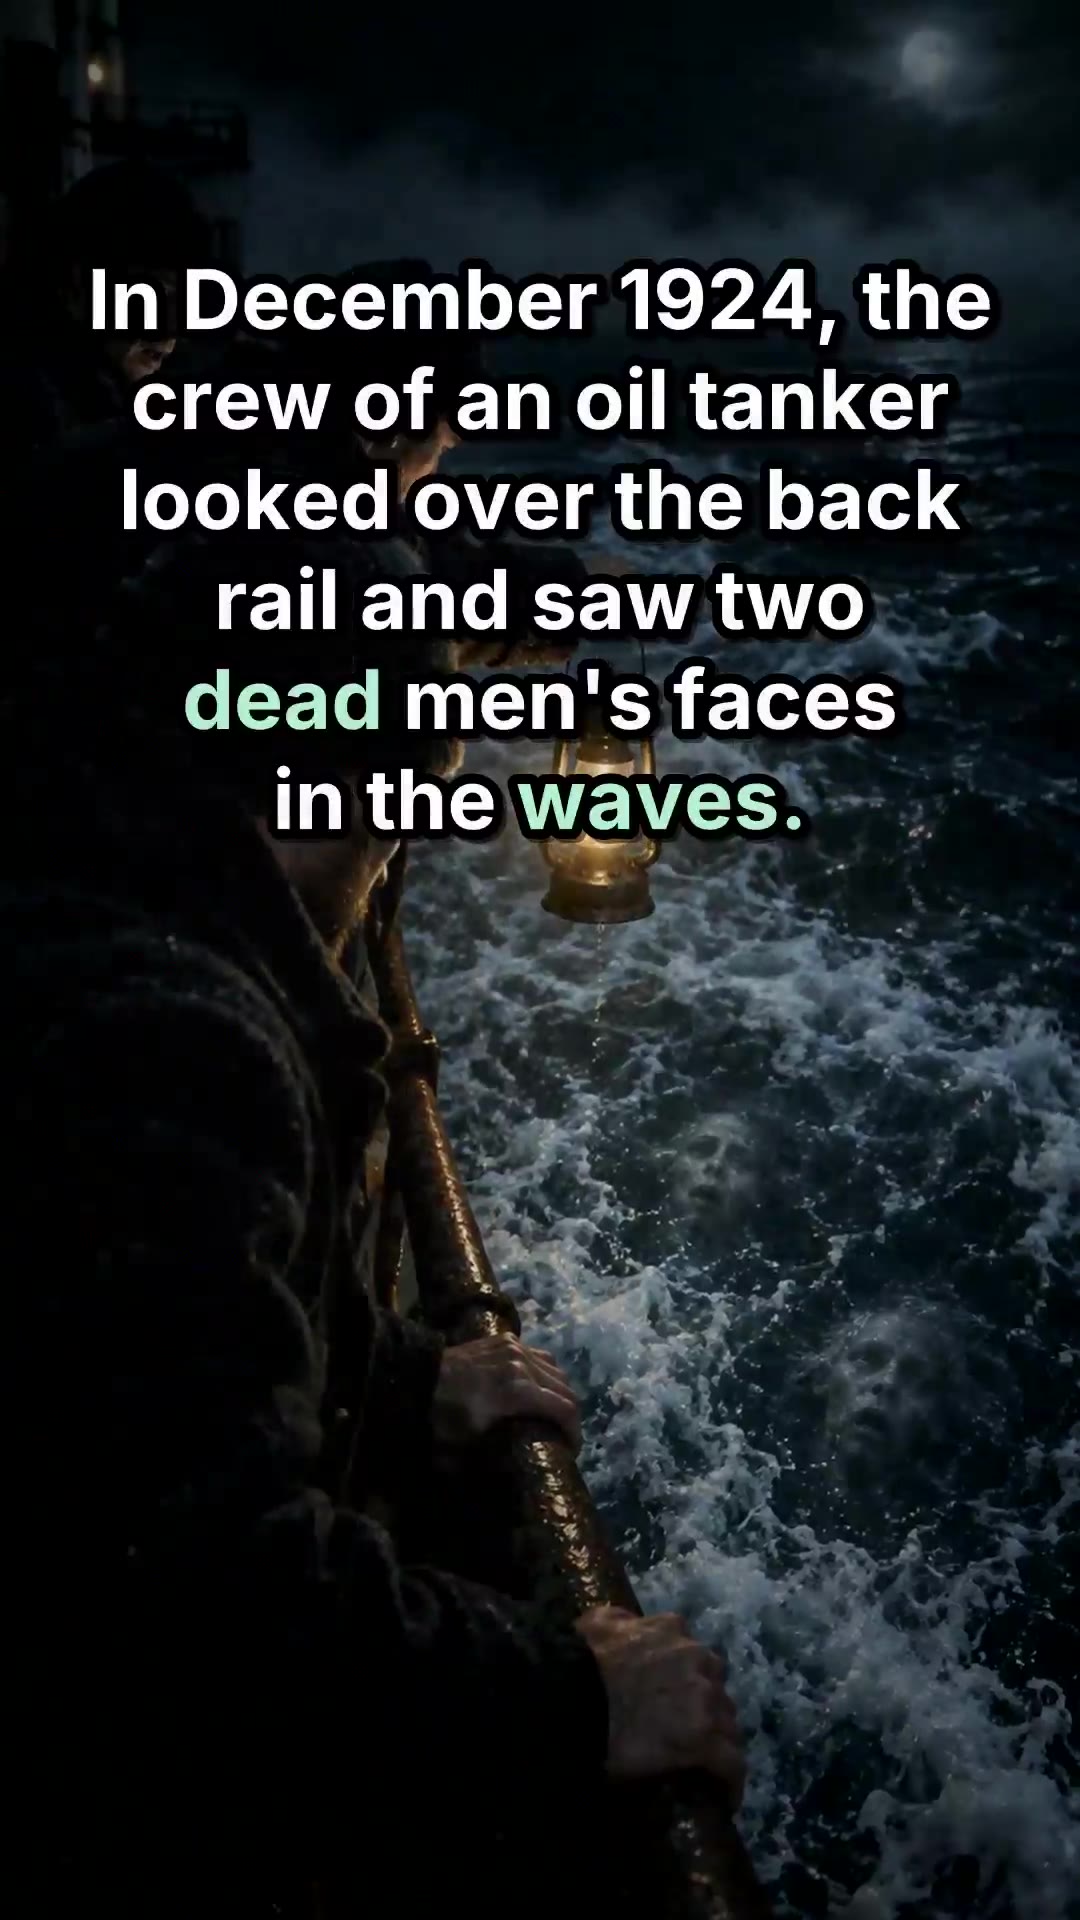 In December 1924, the
crew of an oil tanker
looked over the back
rail and saw two
dead men's faces
in the waves.